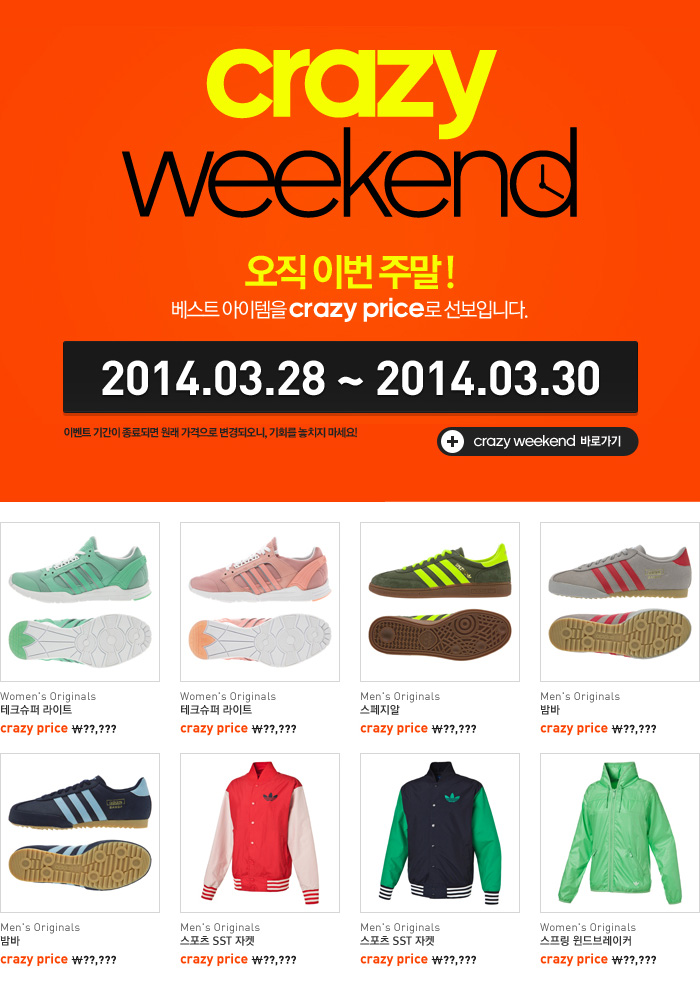 crazy
weekend
오직 이번 주말!
베스트 아이템을 crazy price로 선보입니다.
2014.03.28 ~ 2014.03.30
이벤트 기간이 종료되면 원래 가격으로 변경되오니, 기회를 놓치지 마세요!
crazy weekend 바로가기
Women's Originals
테크슈퍼 라이트
crazy price ₩??,???
Women's Originals
테크슈퍼 라이트
crazy price ₩??,???
Men's Originals
스페지알
crazy price ₩??,???
Men's Originals
밤바
crazy price ₩??,???
Men's Originals
밤바
crazy price ₩??,???
Men's Originals
스포츠 SST 자켓
crazy price ₩??,???
Men's Originals
스포츠 SST 자켓
crazy price ₩??,???
Women's Originals
스프링 윈드브레이커
crazy price ₩??,???